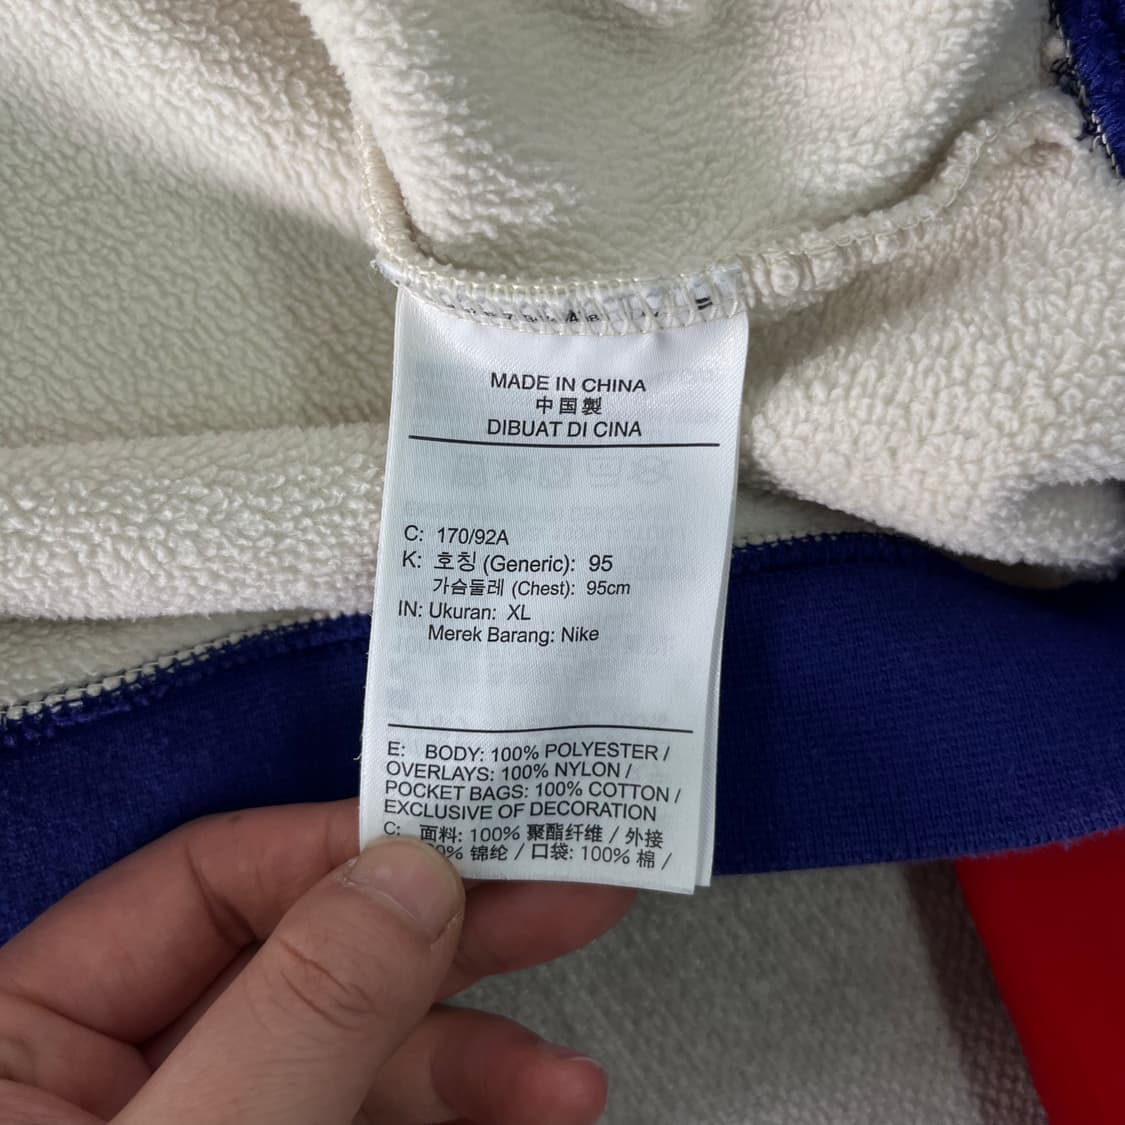 MADE IN CHINA
中国製
DIBUAT DI CINA
C: 170/92A
K: 호칭 (Generic): 95
가슴둘레 (Chest): 95cm
IN: Ukuran: XL
Merek Barang: Nike
E: BODY: 100% POLYESTER /
OVERLAYS: 100% NYLON /
POCKET BAGS: 100% COTTON /
EXCLUSIVE OF DECORATION
C: 面料: 100% 聚酯纤维 / 外接
锦纶 / 口袋: 100% 棉 /